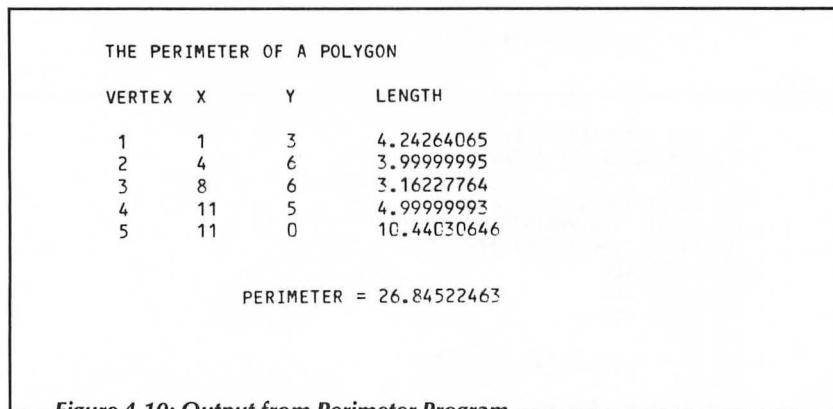 THE PERIMETER OF A POLYGON
VERTEX X Y LENGTH
1 1 3 4.24264065
2 4 6 3.99999995
3 8 6 3.16227764
4 11 5 4.99999993
5 11 0 10.44030646
PERIMETER = 26.84522463
Figure 4.10: Output from Perimeter Program